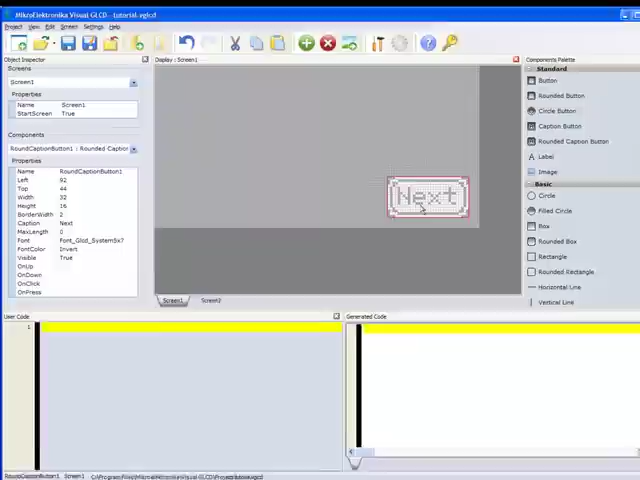 MikroElektronika Visual GLCD - tutorial.vglcd
Project View Edit Screen Settings Help
Object Inspector
Display : Screen1
Components Palette
Screens
Screen1
Properties
Name Screen1
StartScreen True
Components
RoundCaptionButton1 : Rounded Caption
Properties
Name RoundCaptionButton1
Left 92
Top 44
Width 32
Height 16
BorderWidth 2
Caption Next
MaxLength 0
Font Font_Glcd_System5x7
FontColor Invert
Visible True
OnUp
OnDown
OnClick
OnPress
Next
Standard
Button
Rounded Button
Circle Button
Caption Button
Rounded Caption Button
Label
Image
Basic
Circle
Filled Circle
Box
Rounded Box
Rectangle
Rounded Rectangle
Horizontal Line
Vertical Line
Screen1 Screen2
User Code
Generated Code
1
RoundCaptionButton1 Screen1